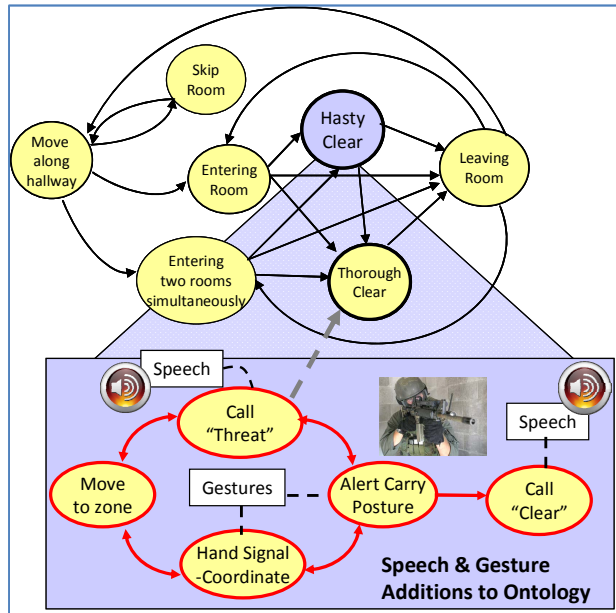 Skip
Room
Hasty
Clear
Move
along
hallway
Entering
Room
Leaving
Room
Entering
two rooms
simultaneously
Thorough
Clear
Speech
Call
“Threat”
Speech
Move
to zone
Gestures
Alert Carry
Posture
Call
“Clear”
Hand Signal
-Coordinate
Speech & Gesture
Additions to Ontology